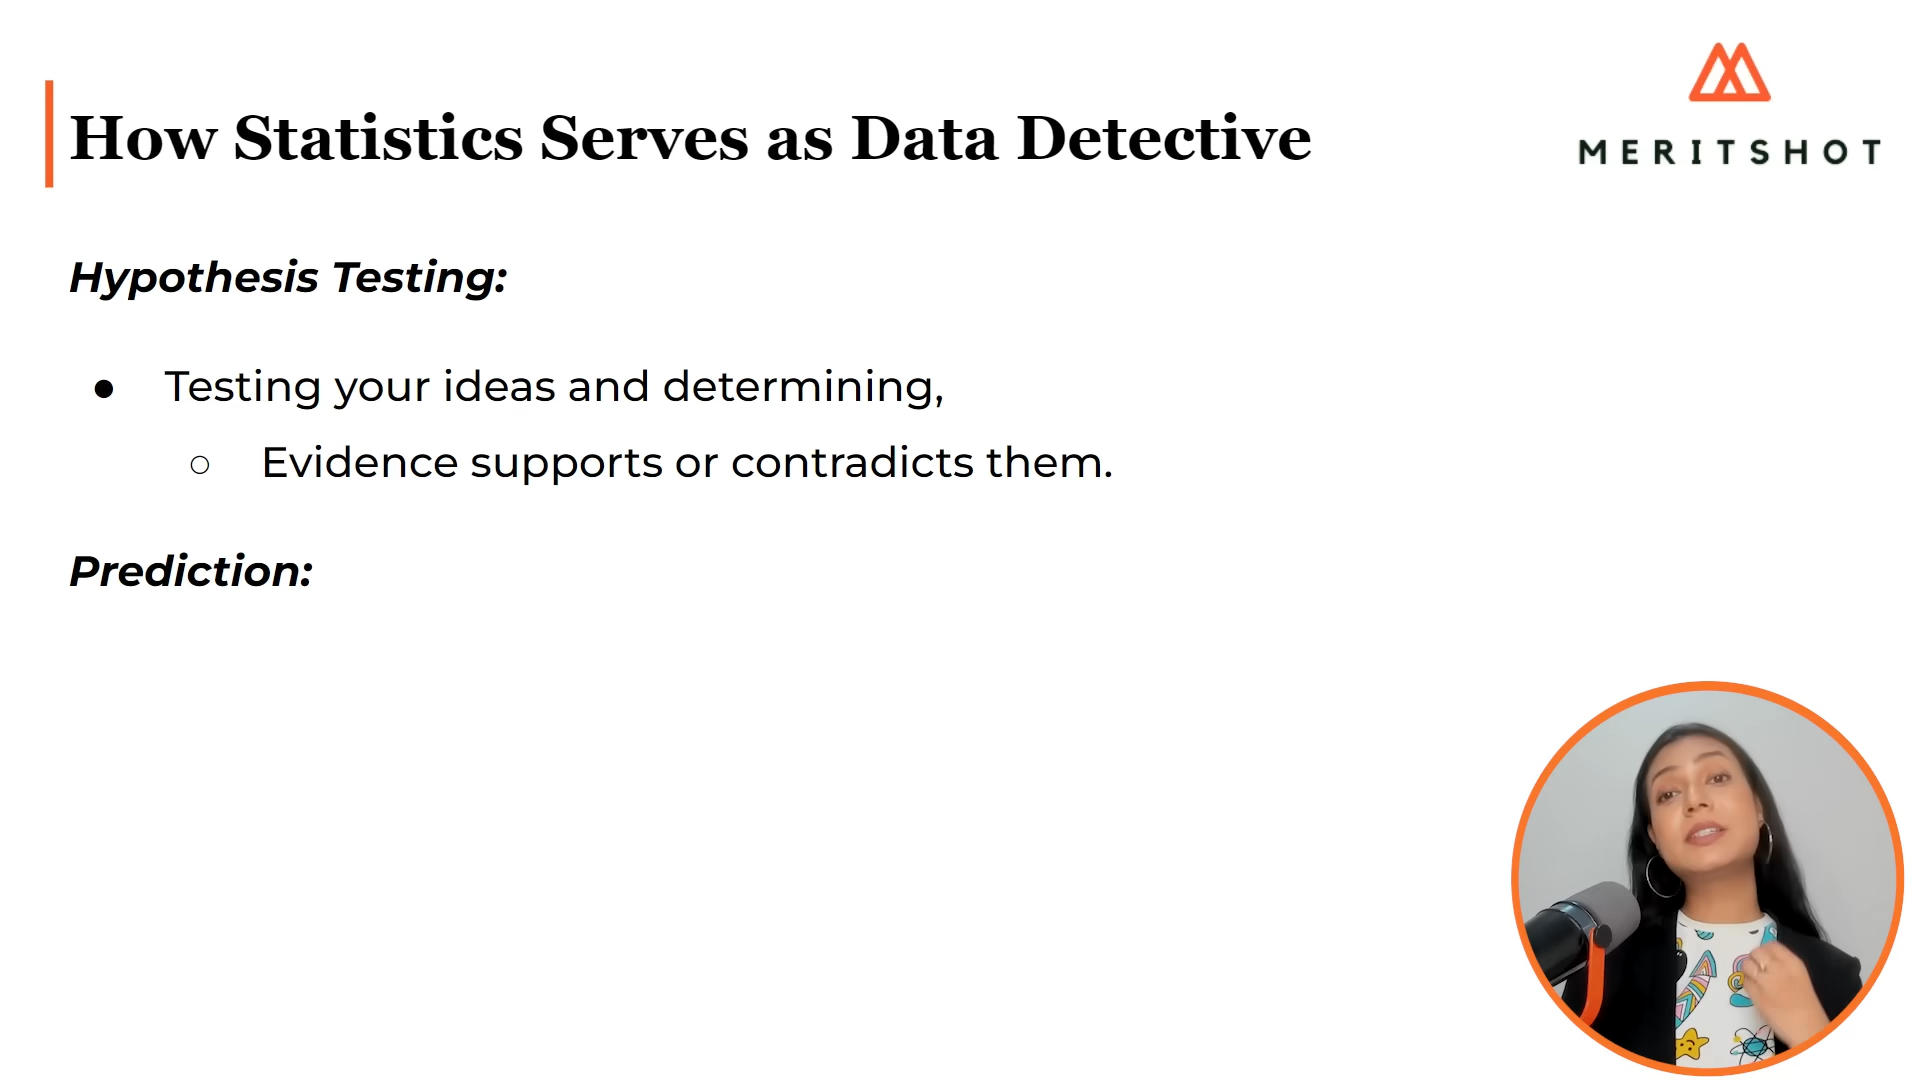 How Statistics Serves as Data Detective
MERITSHOT
Hypothesis Testing:
● Testing your ideas and determining,
○ Evidence supports or contradicts them.
Prediction: